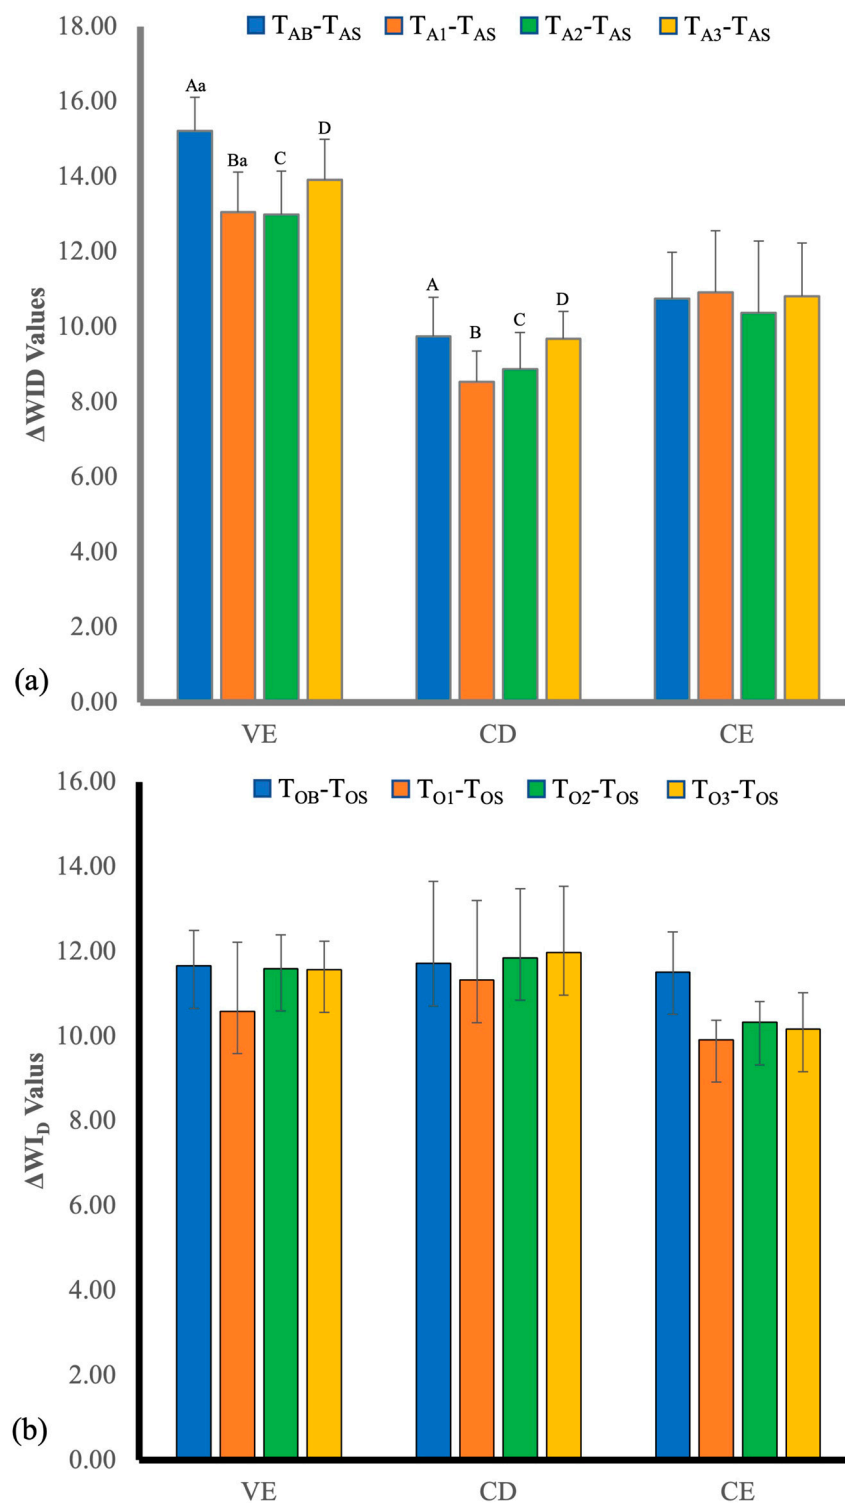 18.00 T_AB-T_AS T_A1-T_AS T_A2-T_AS T_A3-T_AS
16.00
Aa
Ba C D
14.00
12.00
A B C D
10.00
8.00
6.00
4.00
2.00
0.00
ΔWID Values
(a)
VE CD CE
16.00 T_OB-T_OS T_O1-T_OS T_O2-T_OS T_O3-T_OS
14.00
12.00
10.00
8.00
6.00
4.00
2.00
0.00
ΔWI_D Valus
(b)
VE CD CE